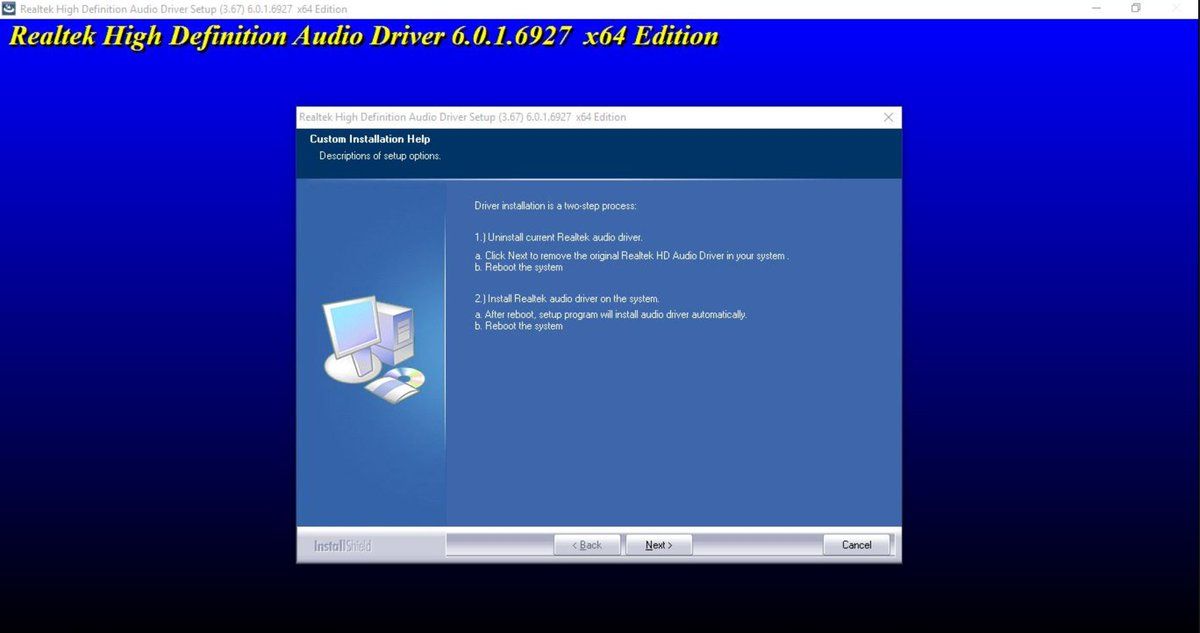 Realtek High Definition Audio Driver Setup (3.67) 6.0.1.6927 x64 Edition
Realtek High Definition Audio Driver 6.0.1.6927 x64 Edition
Realtek High Definition Audio Driver Setup (3.67) 6.0.1.6927 x64 Edition
Custom Installation Help
Descriptions of setup options.
Driver installation is a two-step process:
1.) Uninstall current Realtek audio driver.
a. Click Next to remove the original Realtek HD Audio Driver in your system .
b. Reboot the system
2.) Install Realtek audio driver on the system.
a. After reboot, setup program will install audio driver automatically.
b. Reboot the system
InstallShield
< Back Next > Cancel